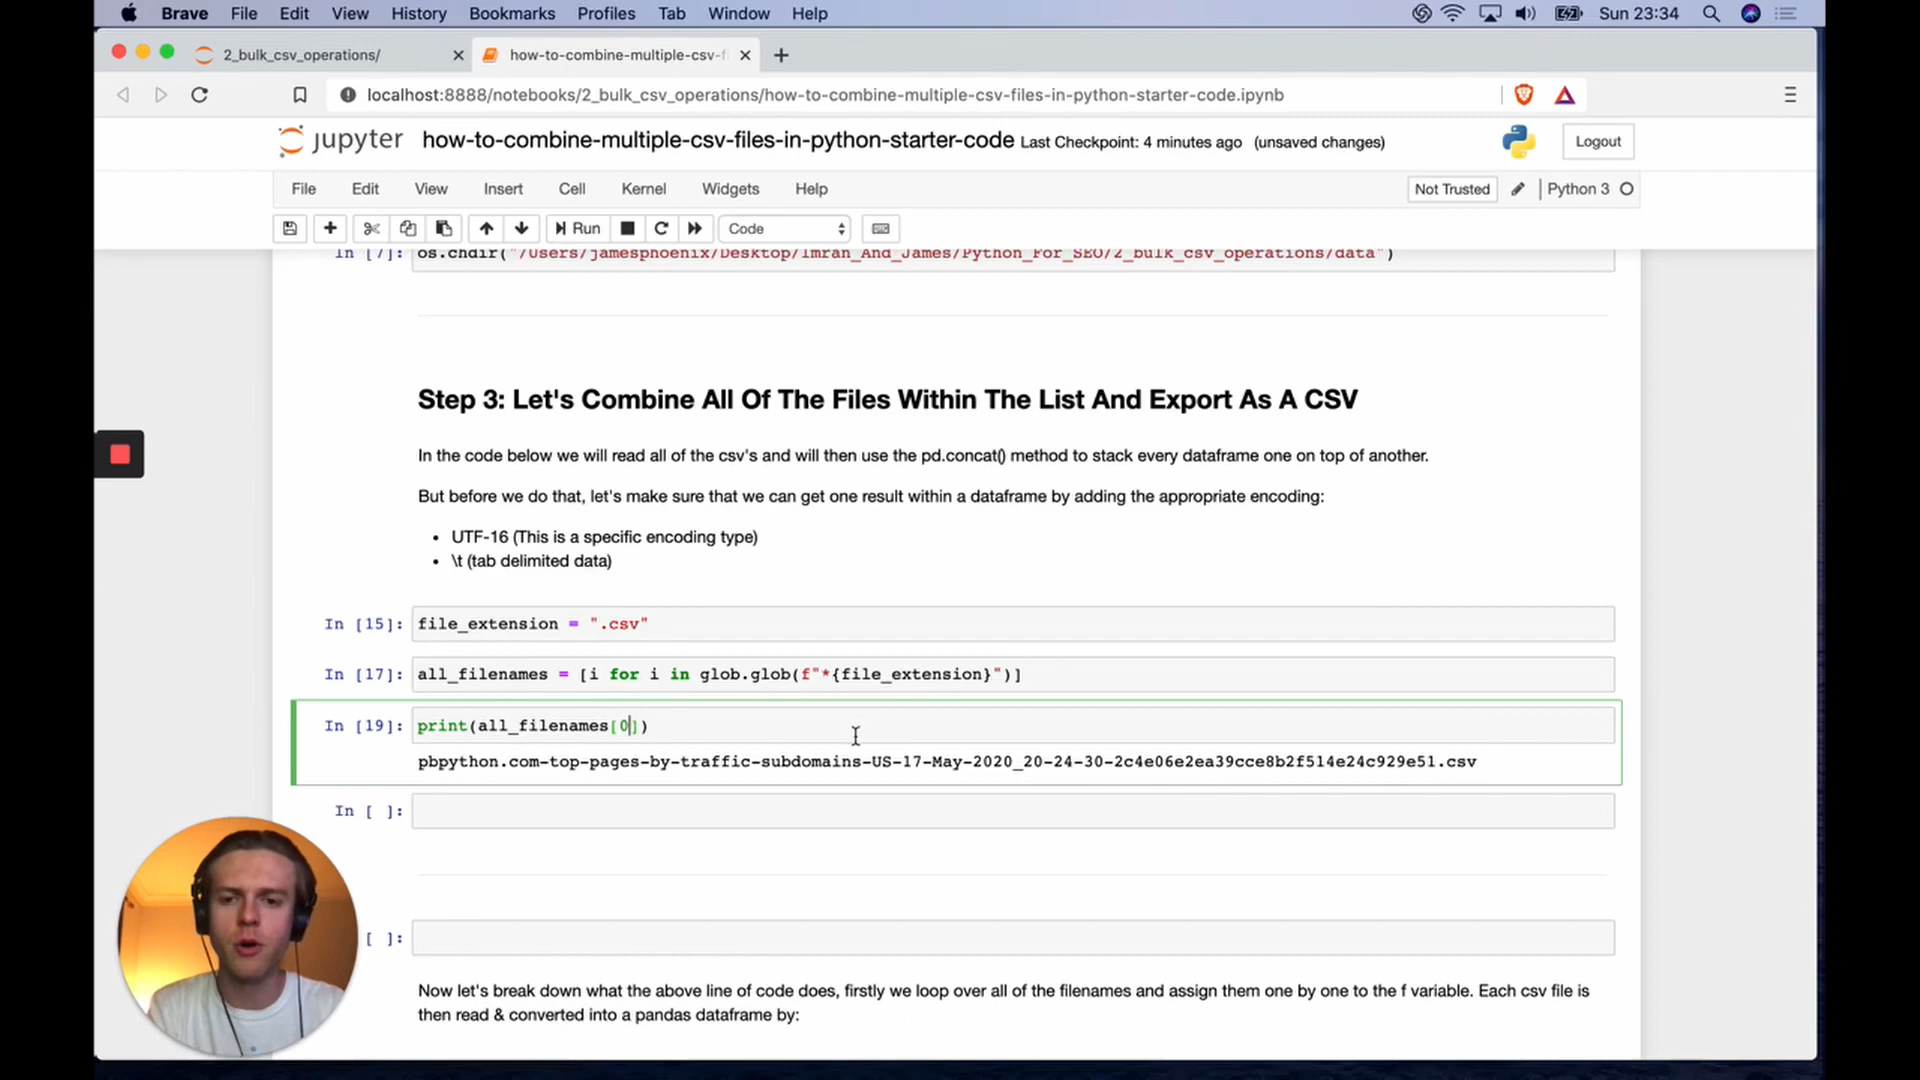 Brave File Edit View History Bookmarks Profiles Tab Window Help Sun 23:34
2_bulk_csv_operations/ how-to-combine-multiple-csv-f
localhost:8888/notebooks/2_bulk_csv_operations/how-to-combine-multiple-csv-files-in-python-starter-code.ipynb
jupyter how-to-combine-multiple-csv-files-in-python-starter-code Last Checkpoint: 4 minutes ago (unsaved changes) Logout
File Edit View Insert Cell Kernel Widgets Help Not Trusted Python 3
Run Code
In [7]: os.chdir("/Users/jamesphoenix/Desktop/Imran_And_James/Python_For_SEO/2_bulk_csv_operations/data")
Step 3: Let's Combine All Of The Files Within The List And Export As A CSV
In the code below we will read all of the csv's and will then use the pd.concat() method to stack every dataframe one on top of another.
But before we do that, let's make sure that we can get one result within a dataframe by adding the appropriate encoding:
• UTF-16 (This is a specific encoding type)
• \t (tab delimited data)
In [15]: file_extension = ".csv"
In [17]: all_filenames = [i for i in glob.glob(f"*{file_extension}")]
In [19]: print(all_filenames[0])
pbpython.com-top-pages-by-traffic-subdomains-US-17-May-2020_20-24-30-2c4e06e2ea39cce8b2f514e24c929e51.csv
In [ ]:
[ ]:
Now let's break down what the above line of code does, firstly we loop over all of the filenames and assign them one by one to the f variable. Each csv file is
then read & converted into a pandas dataframe by: